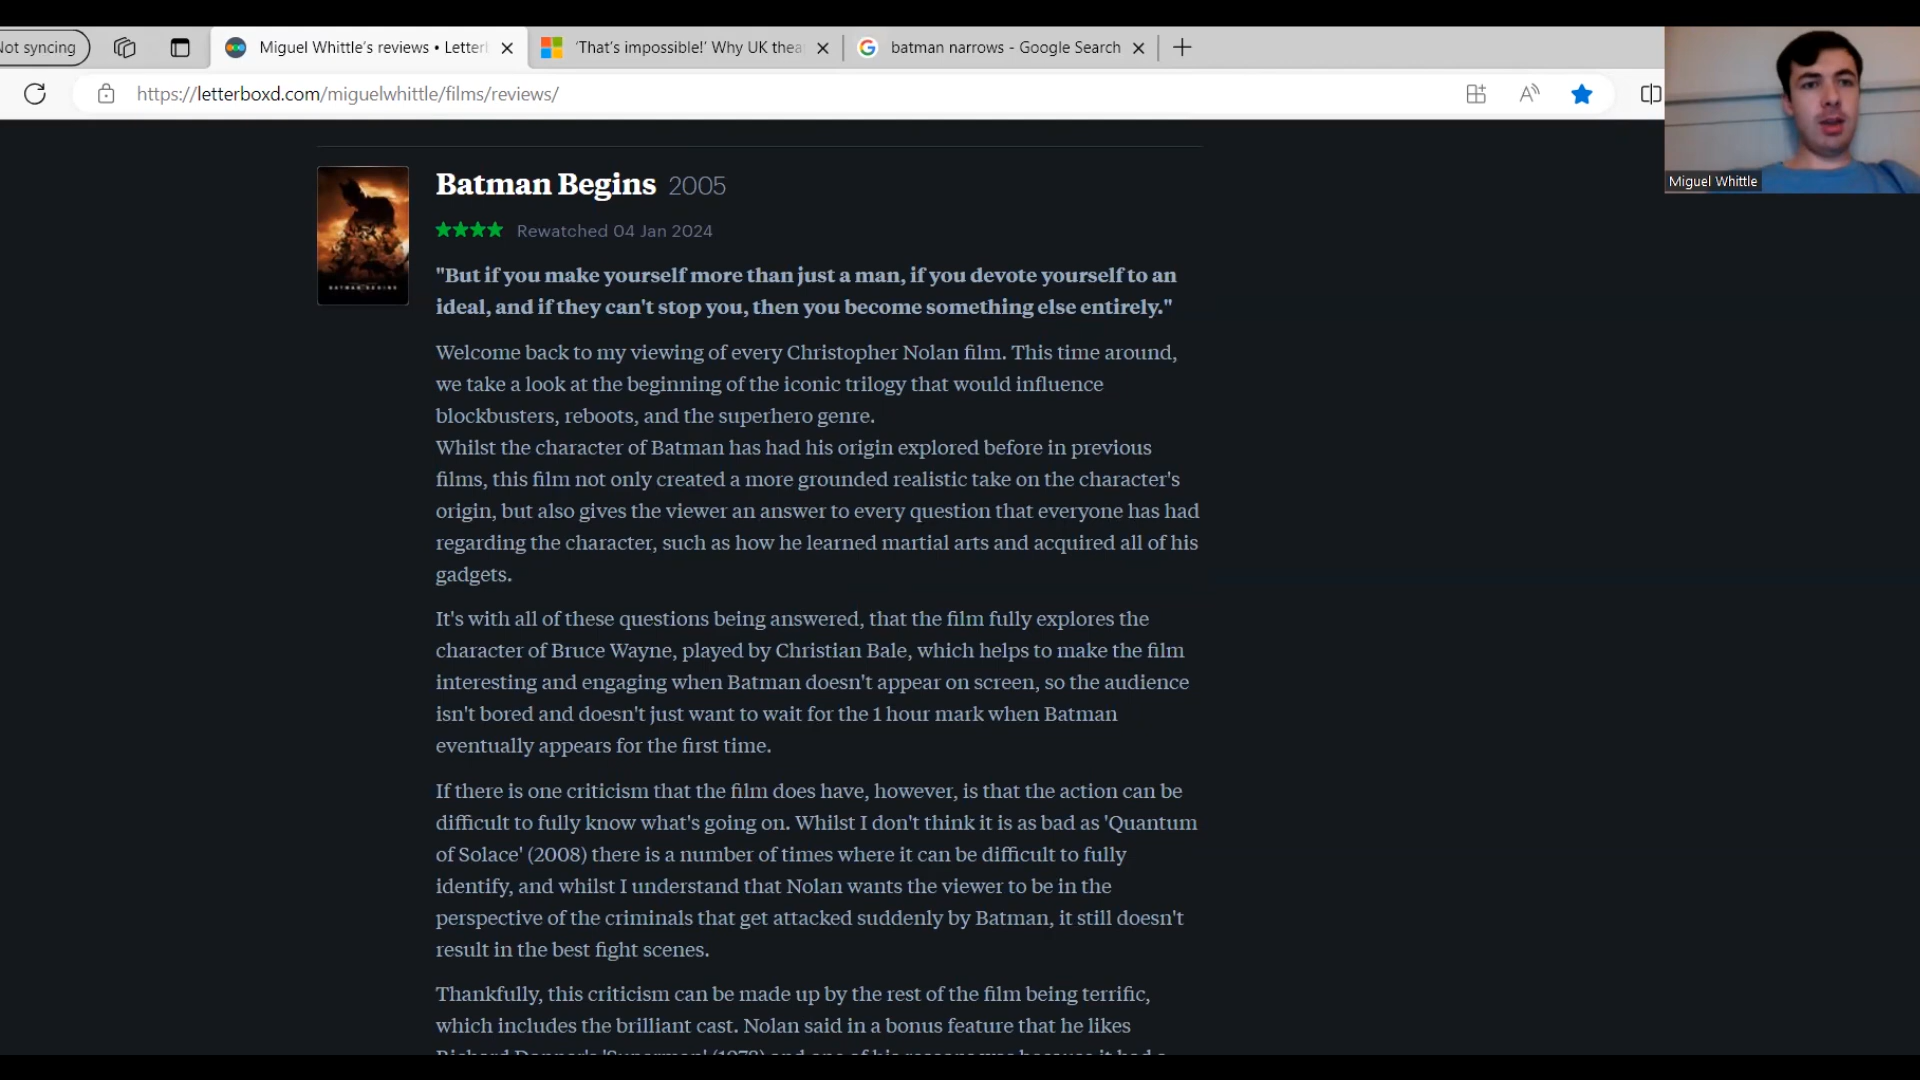 Not syncing
Miguel Whittle's reviews • Letter
'That's impossible!' Why UK thea
batman narrows - Google Search
https://letterboxd.com/miguelwhittle/films/reviews/
Miguel Whittle
BATMAN BEGINS
Batman Begins 2005
★★★★ Rewatched 04 Jan 2024
"But if you make yourself more than just a man, if you devote yourself to an
ideal, and if they can't stop you, then you become something else entirely."
Welcome back to my viewing of every Christopher Nolan film. This time around,
we take a look at the beginning of the iconic trilogy that would influence
blockbusters, reboots, and the superhero genre.
Whilst the character of Batman has had his origin explored before in previous
films, this film not only created a more grounded realistic take on the character's
origin, but also gives the viewer an answer to every question that everyone has had
regarding the character, such as how he learned martial arts and acquired all of his
gadgets.
It's with all of these questions being answered, that the film fully explores the
character of Bruce Wayne, played by Christian Bale, which helps to make the film
interesting and engaging when Batman doesn't appear on screen, so the audience
isn't bored and doesn't just want to wait for the 1 hour mark when Batman
eventually appears for the first time.
If there is one criticism that the film does have, however, is that the action can be
difficult to fully know what's going on. Whilst I don't think it is as bad as 'Quantum
of Solace' (2008) there is a number of times where it can be difficult to fully
identify, and whilst I understand that Nolan wants the viewer to be in the
perspective of the criminals that get attacked suddenly by Batman, it still doesn't
result in the best fight scenes.
Thankfully, this criticism can be made up by the rest of the film being terrific,
which includes the brilliant cast. Nolan said in a bonus feature that he likes
Richard Donner's 'Superman' (1978) and one of his reasons was because it had a